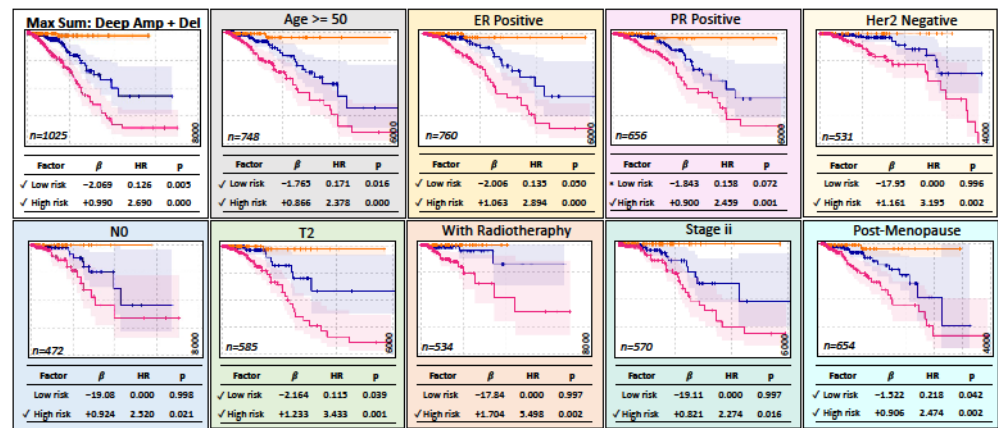 Max Sum: Deep Amp + Del
n=1025
8000
Factor β HR p
✓ Low risk −2.069 0.126 0.005
✓ High risk +0.990 2.690 0.000
Age >= 50
n=748
6000
Factor β HR p
✓ Low risk −1.765 0.171 0.016
✓ High risk +0.866 2.378 0.000
ER Positive
n=760
6000
Factor β HR p
✓ Low risk −2.006 0.135 0.050
✓ High risk +1.063 2.894 0.000
PR Positive
n=656
6000
Factor β HR p
* Low risk −1.843 0.158 0.072
✓ High risk +0.900 2.459 0.001
Her2 Negative
n=531
4000
Factor β HR p
Low risk −17.95 0.000 0.996
✓ High risk +1.161 3.195 0.002
N0
n=472
8000
Factor β HR p
Low risk −19.08 0.000 0.998
✓ High risk +0.924 2.520 0.021
T2
n=585
6000
Factor β HR p
✓ Low risk −2.164 0.115 0.039
✓ High risk +1.233 3.433 0.001
With Radiotheraphy
n=534
8000
Factor β HR p
Low risk −17.84 0.000 0.997
✓ High risk +1.704 5.498 0.002
Stage ii
n=570
6000
Factor β HR p
Low risk −19.11 0.000 0.997
✓ High risk +0.821 2.274 0.016
Post-Menopause
n=654
4000
Factor β HR p
✓ Low risk −1.522 0.218 0.042
✓ High risk +0.906 2.474 0.002